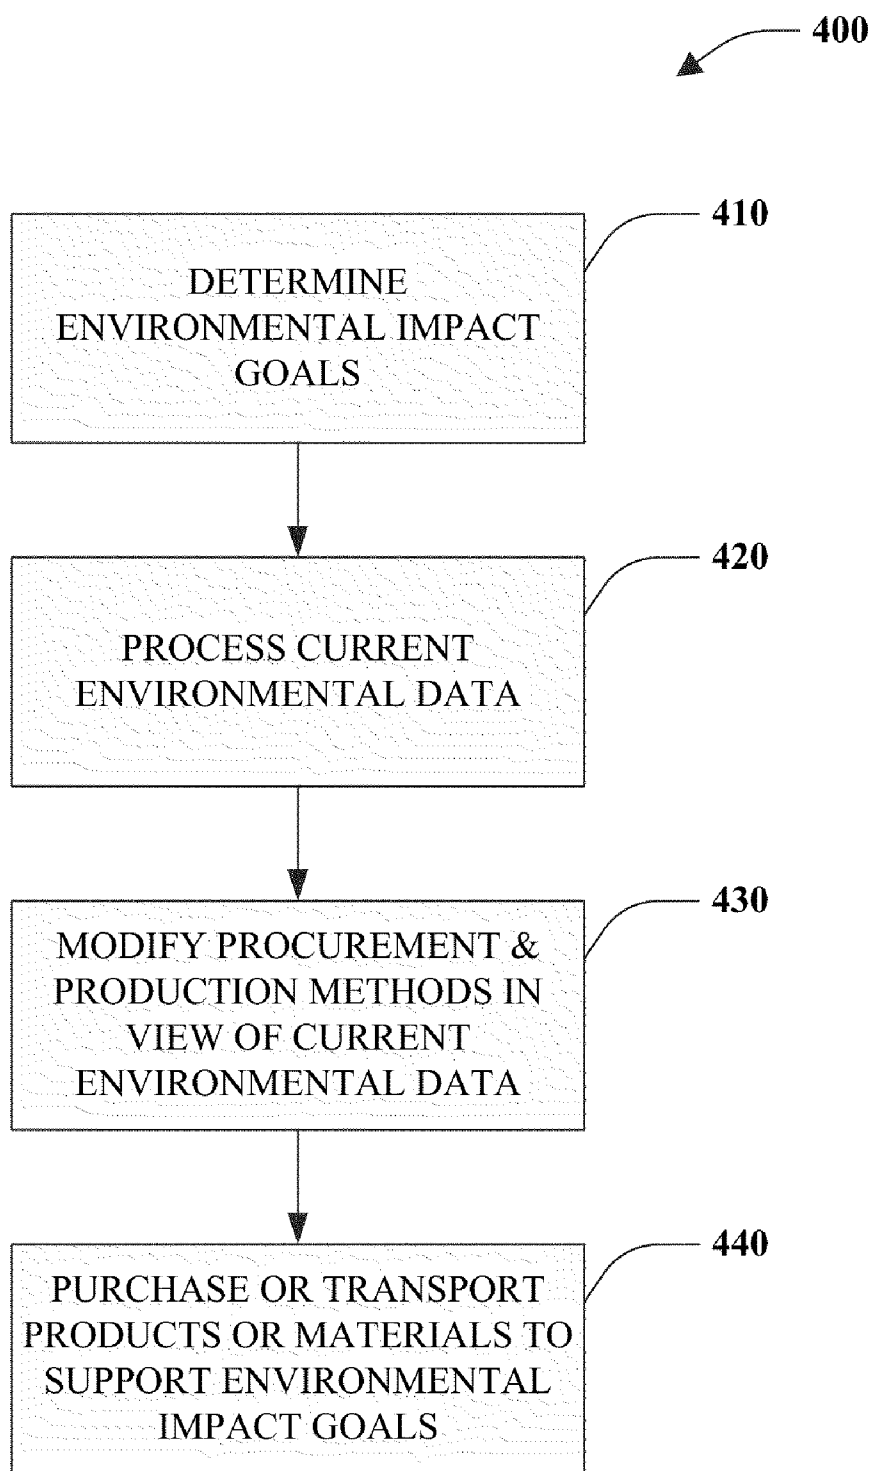 400
410
DETERMINE
ENVIRONMENTAL IMPACT
GOALS
420
PROCESS CURRENT
ENVIRONMENTAL DATA
430
MODIFY PROCUREMENT &
PRODUCTION METHODS IN
VIEW OF CURRENT
ENVIRONMENTAL DATA
440
PURCHASE OR TRANSPORT
PRODUCTS OR MATERIALS TO
SUPPORT ENVIRONMENTAL
IMPACT GOALS